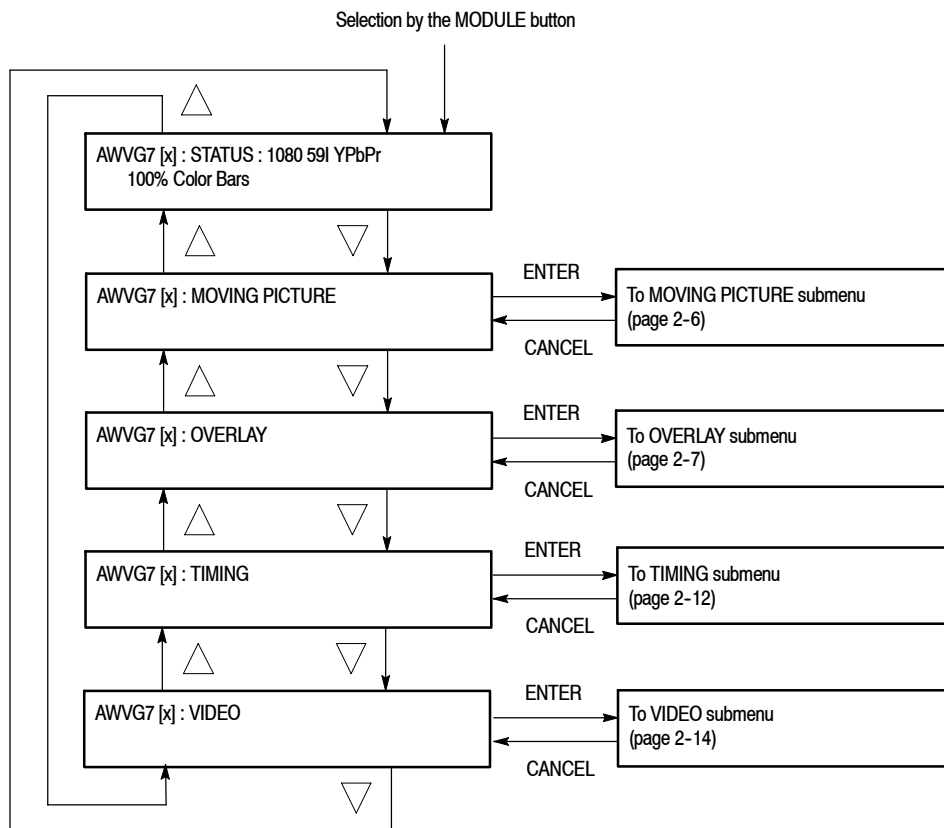 Selection by the MODULE button
AWVG7 [x] : STATUS : 1080 59I YPbPr
100% Color Bars
AWVG7 [x] : MOVING PICTURE
ENTER
CANCEL
To MOVING PICTURE submenu
(page 2-6)
AWVG7 [x] : OVERLAY
ENTER
CANCEL
To OVERLAY submenu
(page 2-7)
AWVG7 [x] : TIMING
ENTER
CANCEL
To TIMING submenu
(page 2-12)
AWVG7 [x] : VIDEO
ENTER
CANCEL
To VIDEO submenu
(page 2-14)